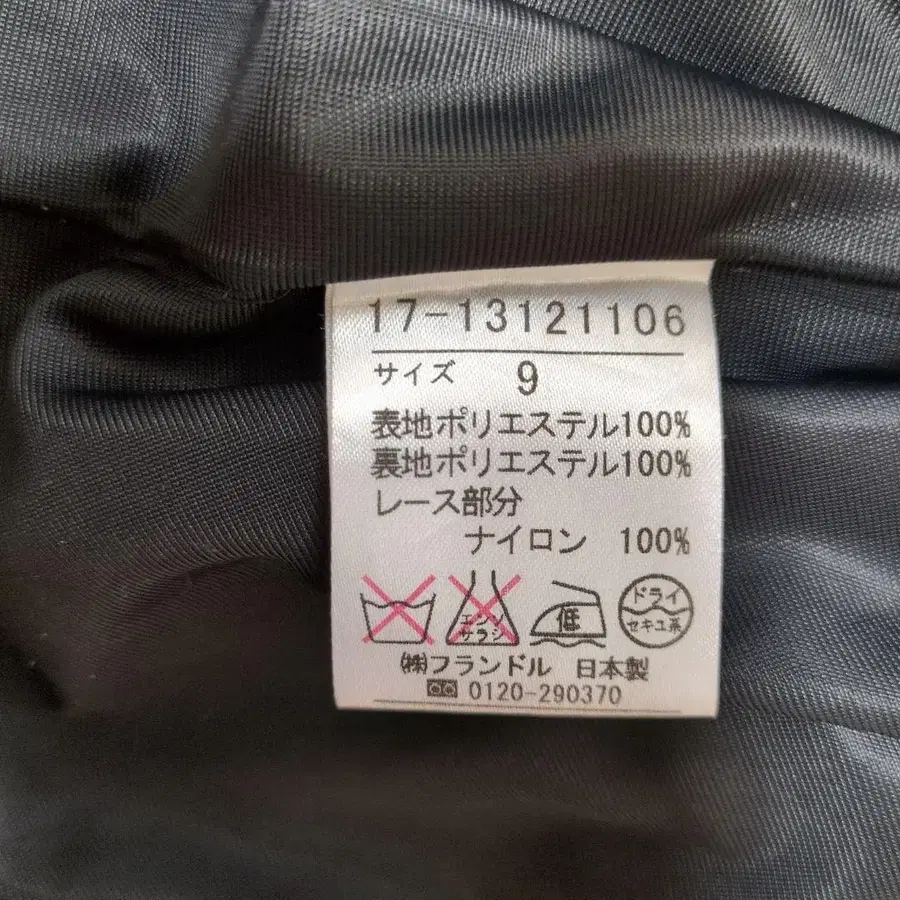 17-13121106
サイズ 9
表地ポリエステル100%
裏地ポリエステル100%
レース部分
ナイロン 100%
エンソ
サラシ
低
ドライ
セキユ系
㈱フランドル 日本製
0120-290370